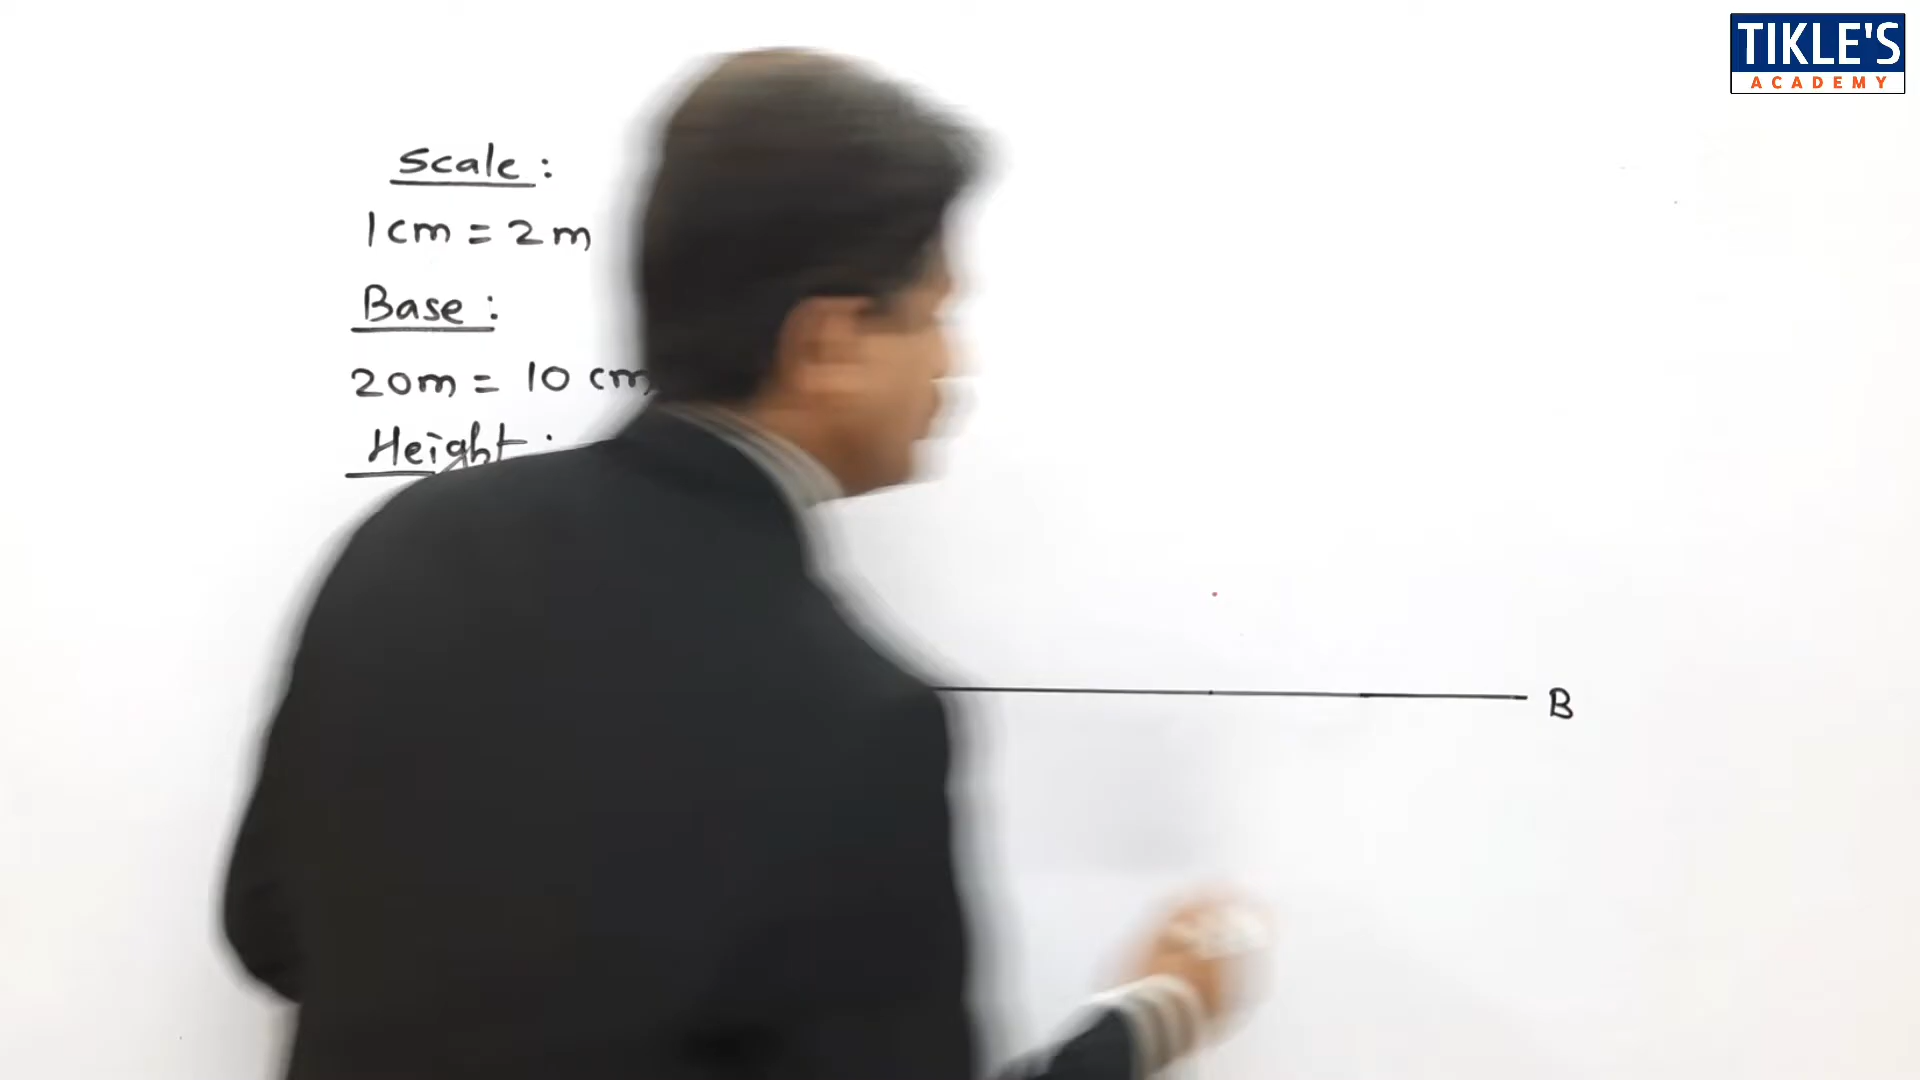 TIKLE'S
ACADEMY
Scale :
1cm = 2m
Base :
20m = 10 cm
Height :
B